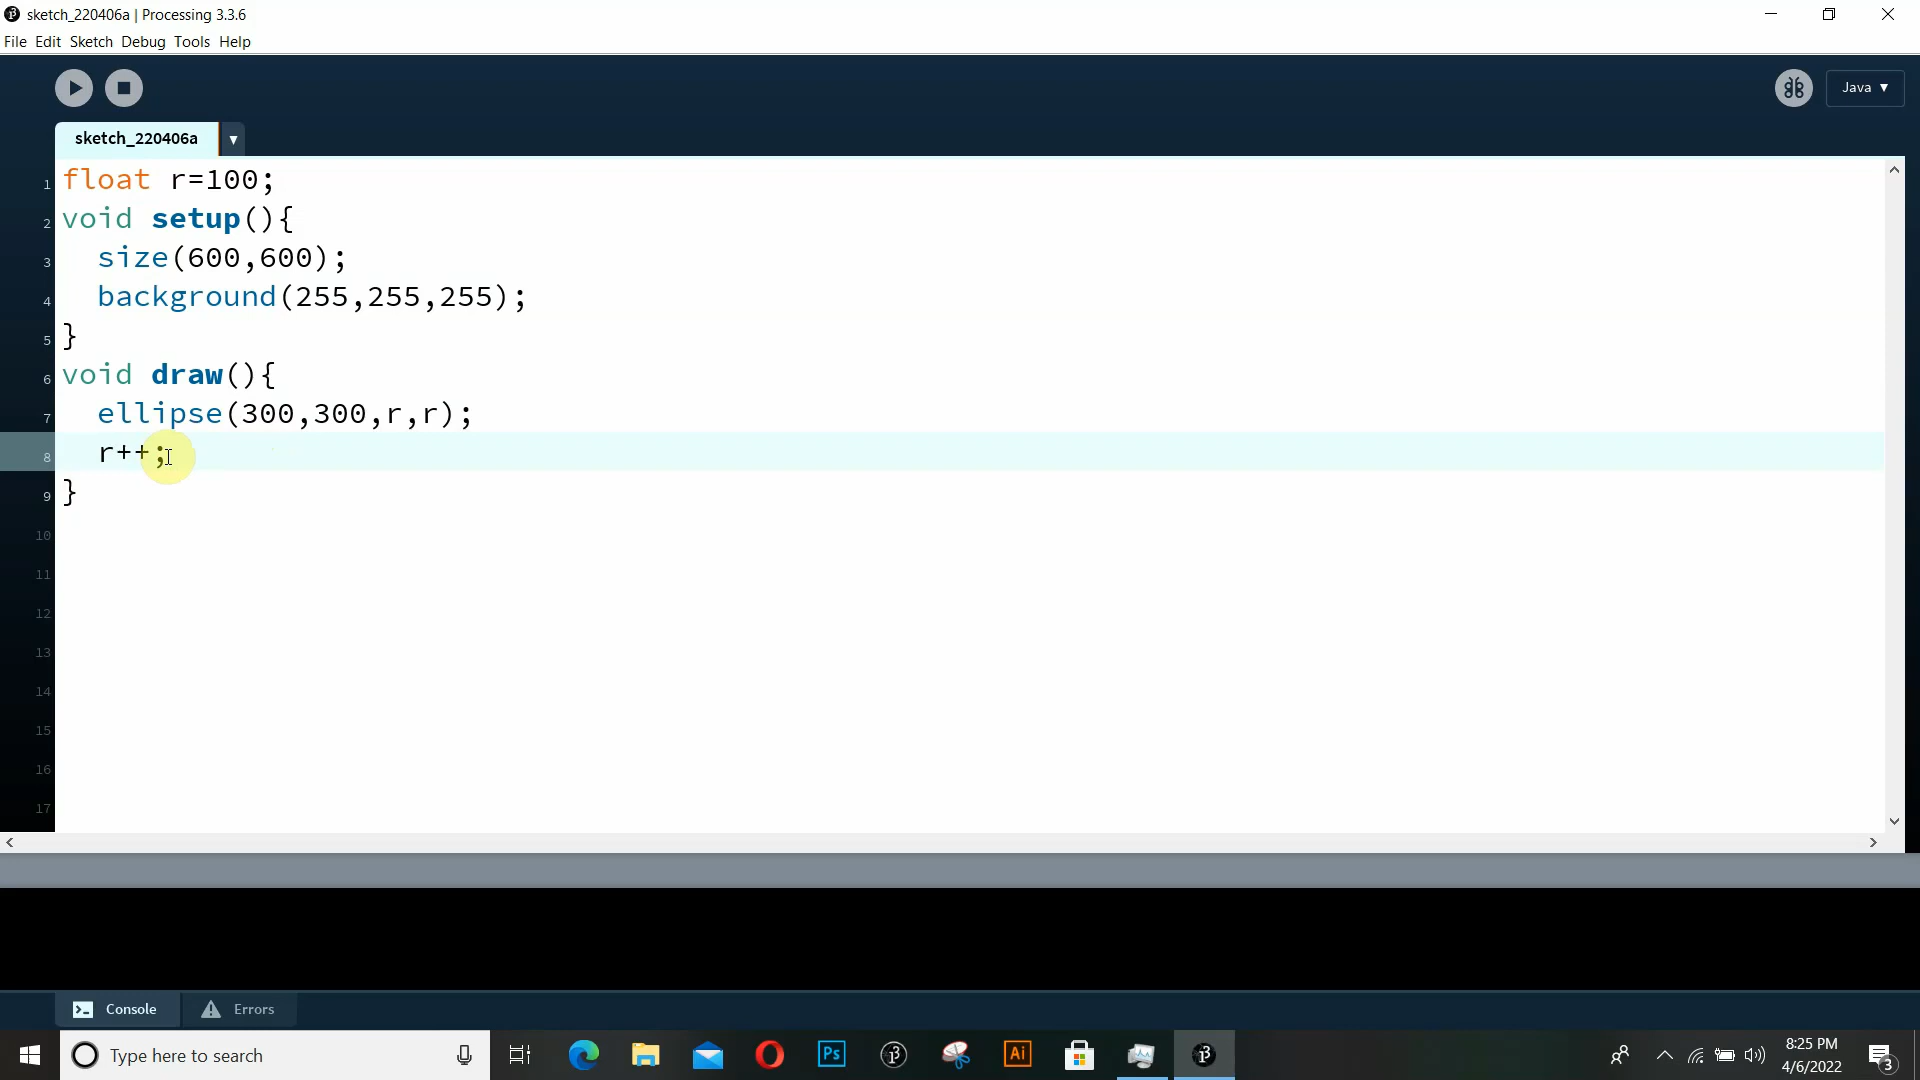 sketch_220406a | Processing 3.3.6
File Edit Sketch Debug Tools Help
Java ▼
sketch_220406a ▼
1 float r=100;
2 void setup(){
3 size(600,600);
4 background(255,255,255);
5 }
6 void draw(){
7 ellipse(300,300,r,r);
8 r++;
9 }
10
11
12
13
14
15
16
17
Console Errors
Type here to search
Ps
Ai
8:25 PM
4/6/2022
3